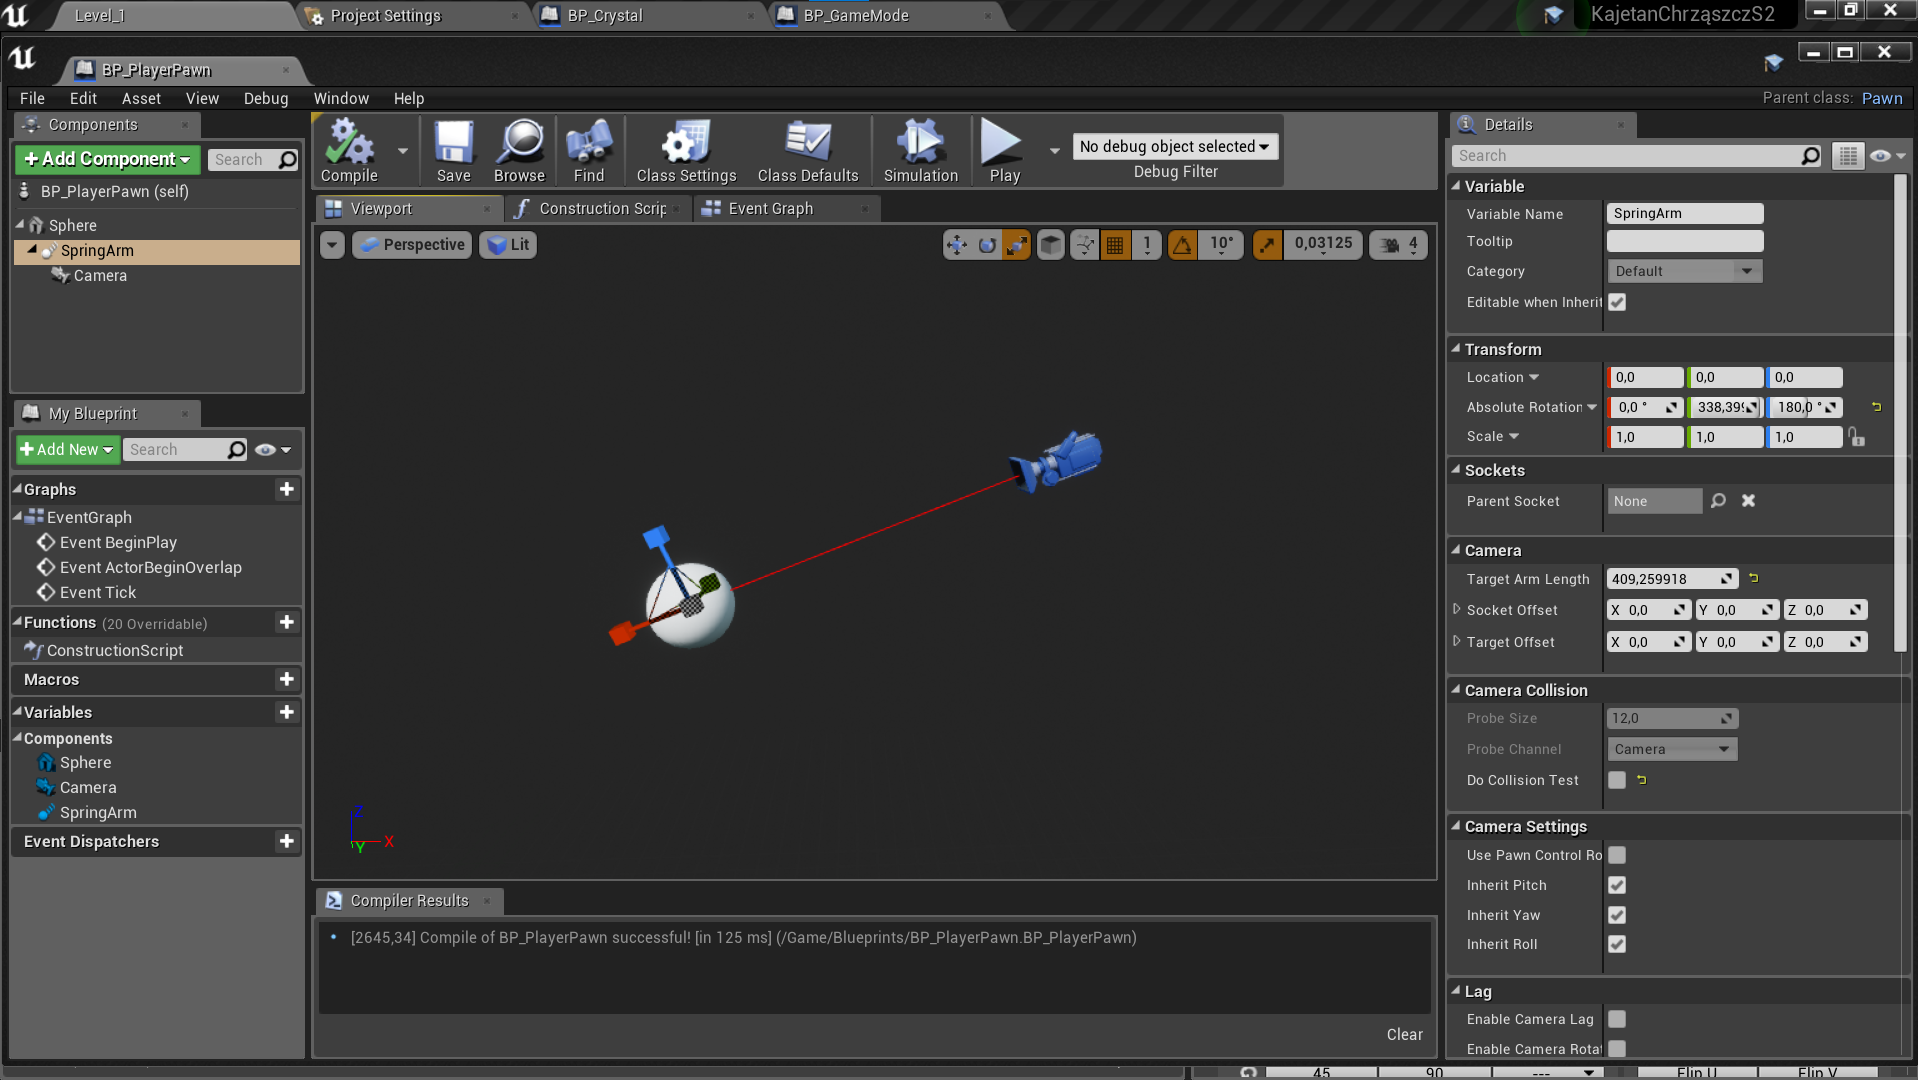 Level_1
Project Settings
BP_Crystal
BP_GameMode
KajetanChrząszczS2
BP_PlayerPawn
File Edit Asset View Debug Window Help
Parent class: Pawn
Components
+ Add Component
Search
BP_PlayerPawn (self)
Sphere
SpringArm
Camera
My Blueprint
+ Add New
Search
Graphs
EventGraph
Event BeginPlay
Event ActorBeginOverlap
Event Tick
Functions (20 Overridable)
ConstructionScript
Macros
Variables
Components
Sphere
Camera
SpringArm
Event Dispatchers
Compile
Save
Browse
Find
Class Settings
Class Defaults
Simulation
Play
No debug object selected
Debug Filter
Viewport
Construction Scrip
Event Graph
Perspective
Lit
1
10°
0,03125
4
Z
X
Y
Compiler Results
[2645,34] Compile of BP_PlayerPawn successful! [in 125 ms] (/Game/Blueprints/BP_PlayerPawn.BP_PlayerPawn)
Clear
Details
Search
Variable
Variable Name SpringArm
Tooltip
Category Default
Editable when Inherit
Transform
Location 0,0 0,0 0,0
Absolute Rotation 0,0 ° 338,399 180,0 °
Scale 1,0 1,0 1,0
Sockets
Parent Socket None
Camera
Target Arm Length 409,259918
Socket Offset X 0,0 Y 0,0 Z 0,0
Target Offset X 0,0 Y 0,0 Z 0,0
Camera Collision
Probe Size 12,0
Probe Channel Camera
Do Collision Test
Camera Settings
Use Pawn Control Ro
Inherit Pitch
Inherit Yaw
Inherit Roll
Lag
Enable Camera Lag
Enable Camera Rotat
45 90 --- Flip U Flip V